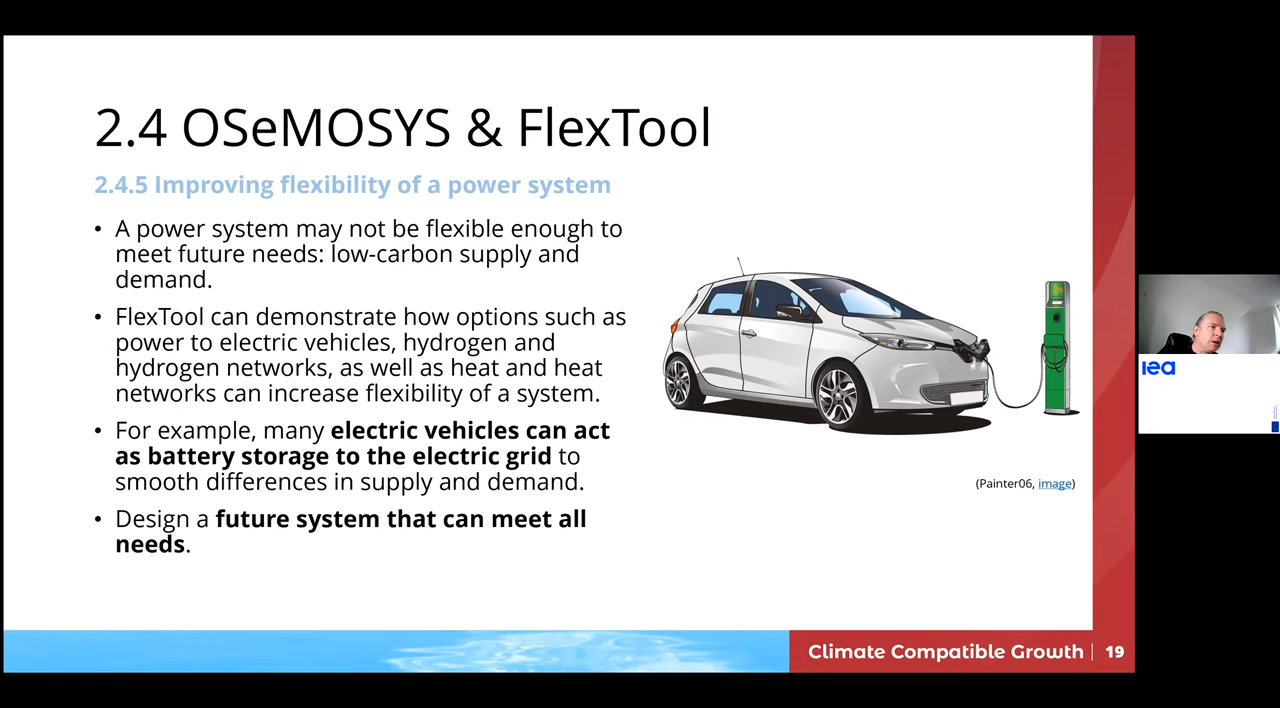 2.4 OSeMOSYS & FlexTool
2.4.5 Improving flexibility of a power system
• A power system may not be flexible enough to
meet future needs: low-carbon supply and
demand.
• FlexTool can demonstrate how options such as
power to electric vehicles, hydrogen and
hydrogen networks, as well as heat and heat
networks can increase flexibility of a system.
• For example, many electric vehicles can act
as battery storage to the electric grid to
smooth differences in supply and demand.
• Design a future system that can meet all
needs.
(Painter06, image)
Climate Compatible Growth | 19
iea